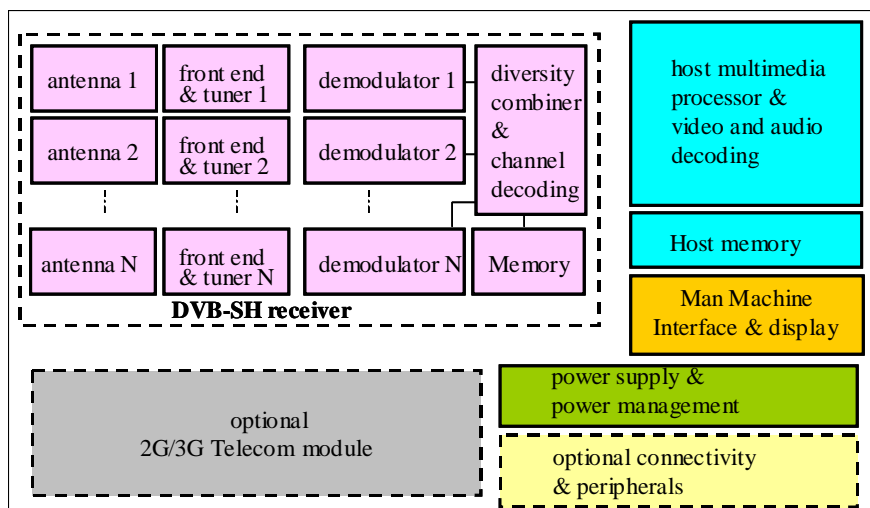 antenna 1
front end
& tuner 1
demodulator 1
diversity
combiner
&
channel
decoding
antenna 2
front end
& tuner 2
demodulator 2
antenna N
front end
& tuner N
demodulator N
Memory
DVB-SH receiver
host multimedia
processor &
video and audio
decoding
Host memory
Man Machine
Interface & display
optional
2G/3G Telecom module
power supply &
power management
optional connectivity
& peripherals